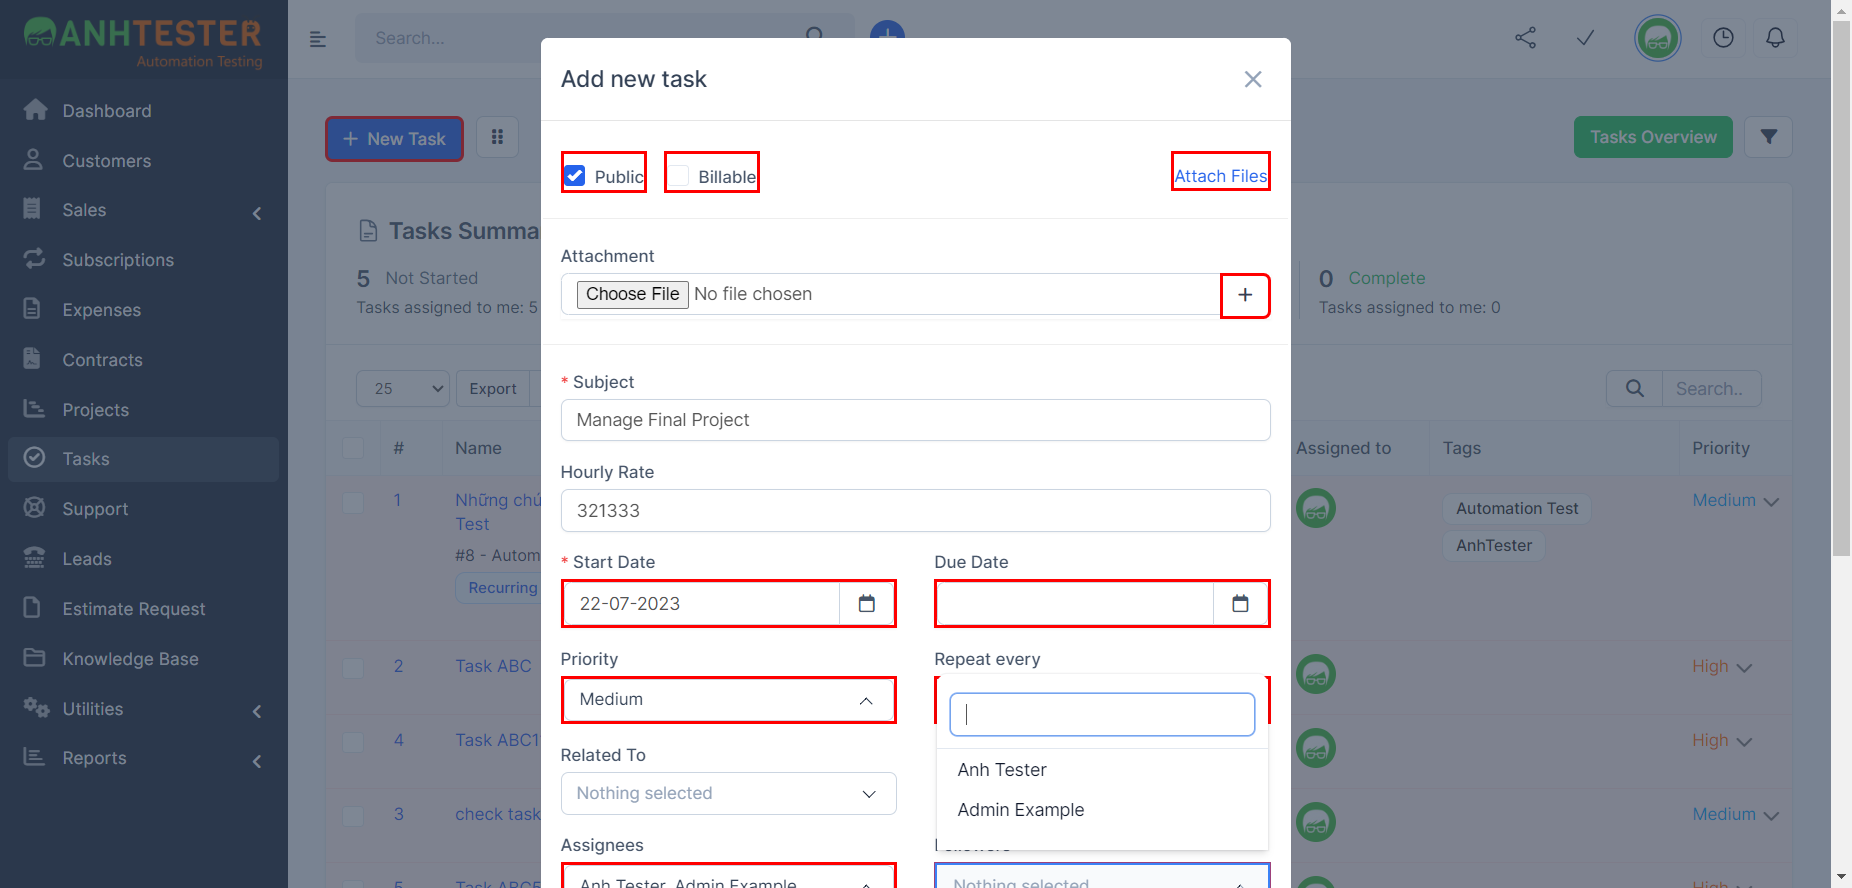 ANHTESTER
Automation Testing
Search...
Dashboard
Customers
Sales
Subscriptions
Expenses
Contracts
Projects
Tasks
Support
Leads
Estimate Request
Knowledge Base
Utilities
Reports
New Task
Tasks Overview
Tasks Summa
5 Not Started
Tasks assigned to me: 5
0 Complete
Tasks assigned to me: 0
25
Export
Search..
# Name
Assigned to Tags Priority
1
Những chú
Test
#8 - Autom
Recurring
Automation Test
AnhTester
Medium
2 Task ABC
High
4 Task ABC1
High
3 check task
Medium
5 Task ABC5
Add new task
Public
Billable
Attach Files
Attachment
Choose File No file chosen
* Subject
Manage Final Project
Hourly Rate
321333
* Start Date
22-07-2023
Due Date
Priority
Medium
Repeat every
Anh Tester
Admin Example
Related To
Nothing selected
Assignees
Anh Tester, Admin Example
Followers
Nothing selected